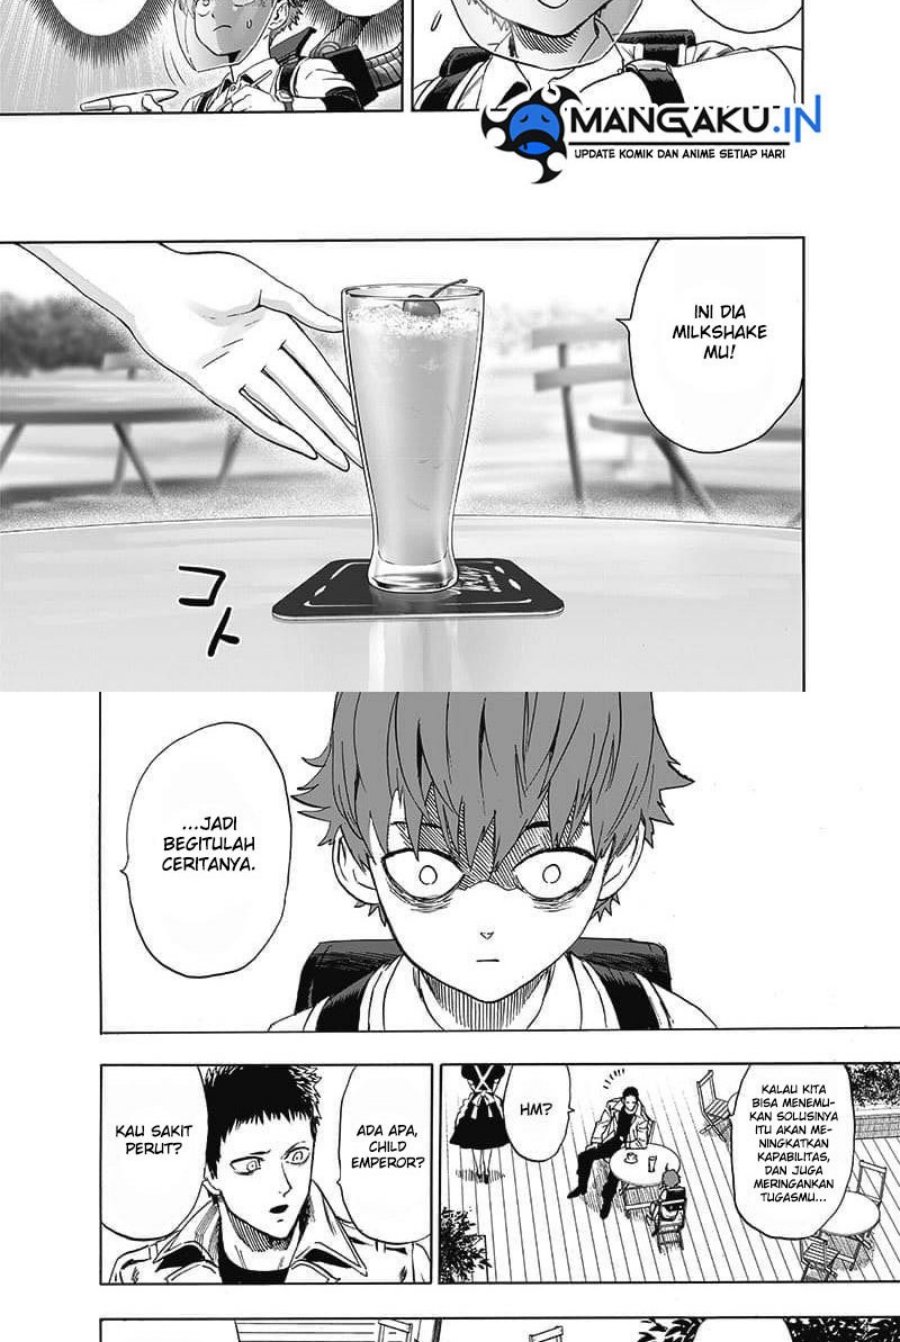 MANGAKU.IN
UPDATE KOMIK DAN ANIME SETIAP HARI
INI DIA
MILKSHAKE
MU!
コト
...JADI
BEGITULAH
CERITANYA.
KALAU KITA
BISA MENEMU-
KAN SOLUSINYA
ITU AKAN ME-
NINGKATKAN
KAPABILITAS,
DAN JUGA
MERINGANKAN
TUGASMU...
HM?
ADA APA,
CHILD
EMPEROR?
KAU SAKIT
PERUT?